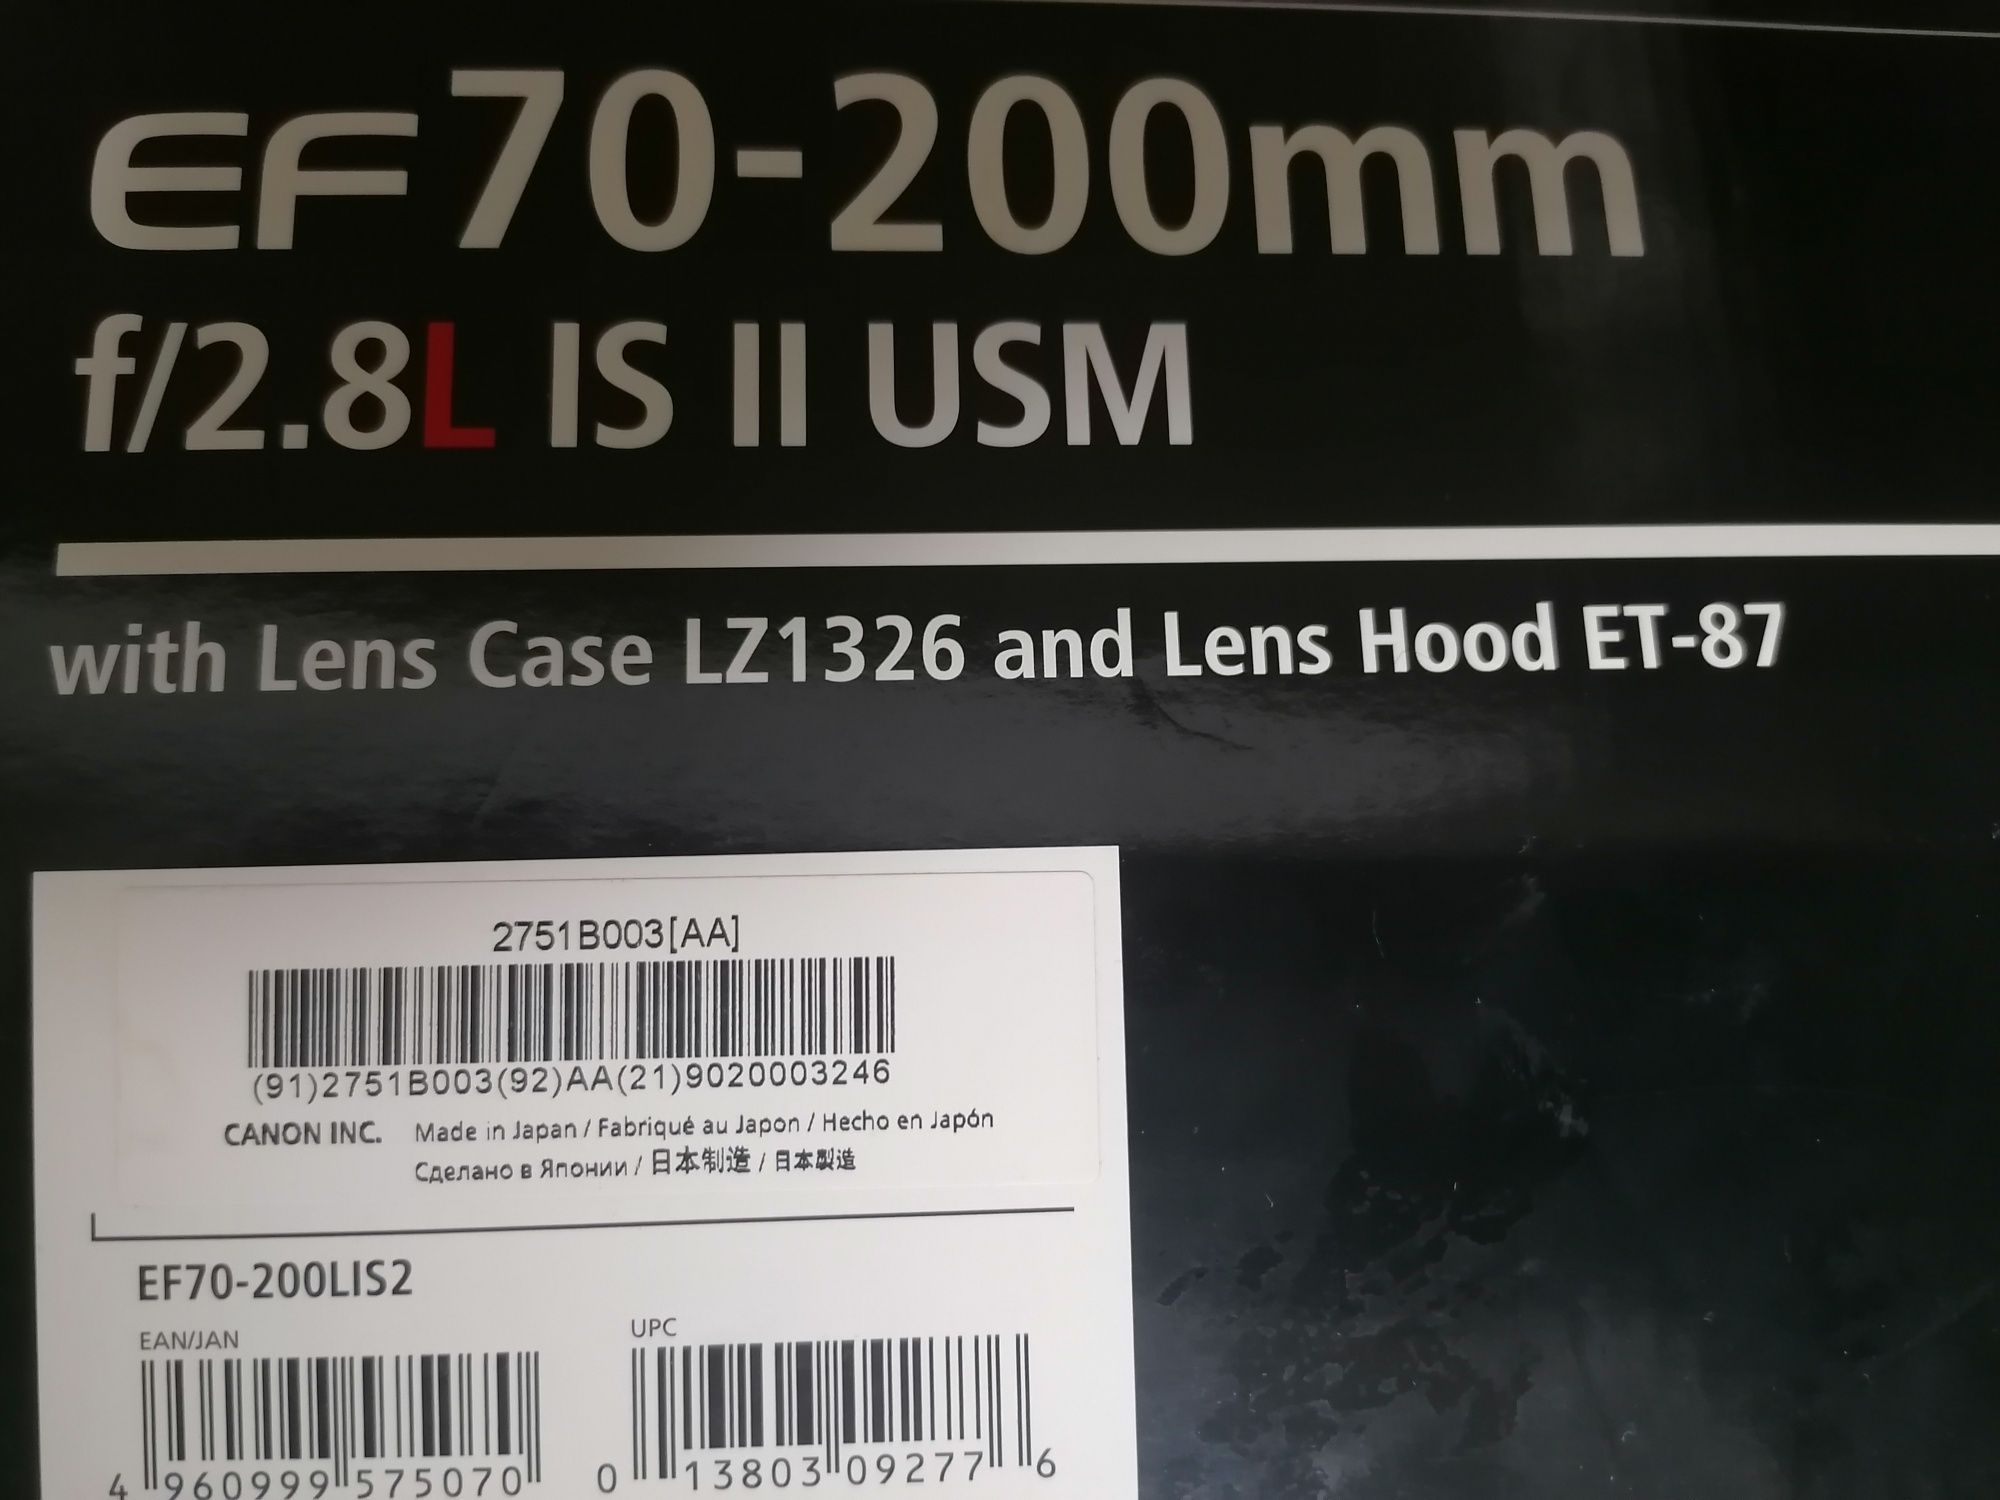 EF70-200mm
f/2.8L IS II USM
with Lens Case LZ1326 and Lens Hood ET-87
2751B003[AA]
(91)2751B003(92)AA(21)9020003246
CANON INC. Made in Japan / Fabriqué au Japon / Hecho en Japón
Сделано в Японии / 日本制造 / 日本製造
EF70-200LIS2
EAN/JAN UPC
4 960999 575070 0 13803 09277 6